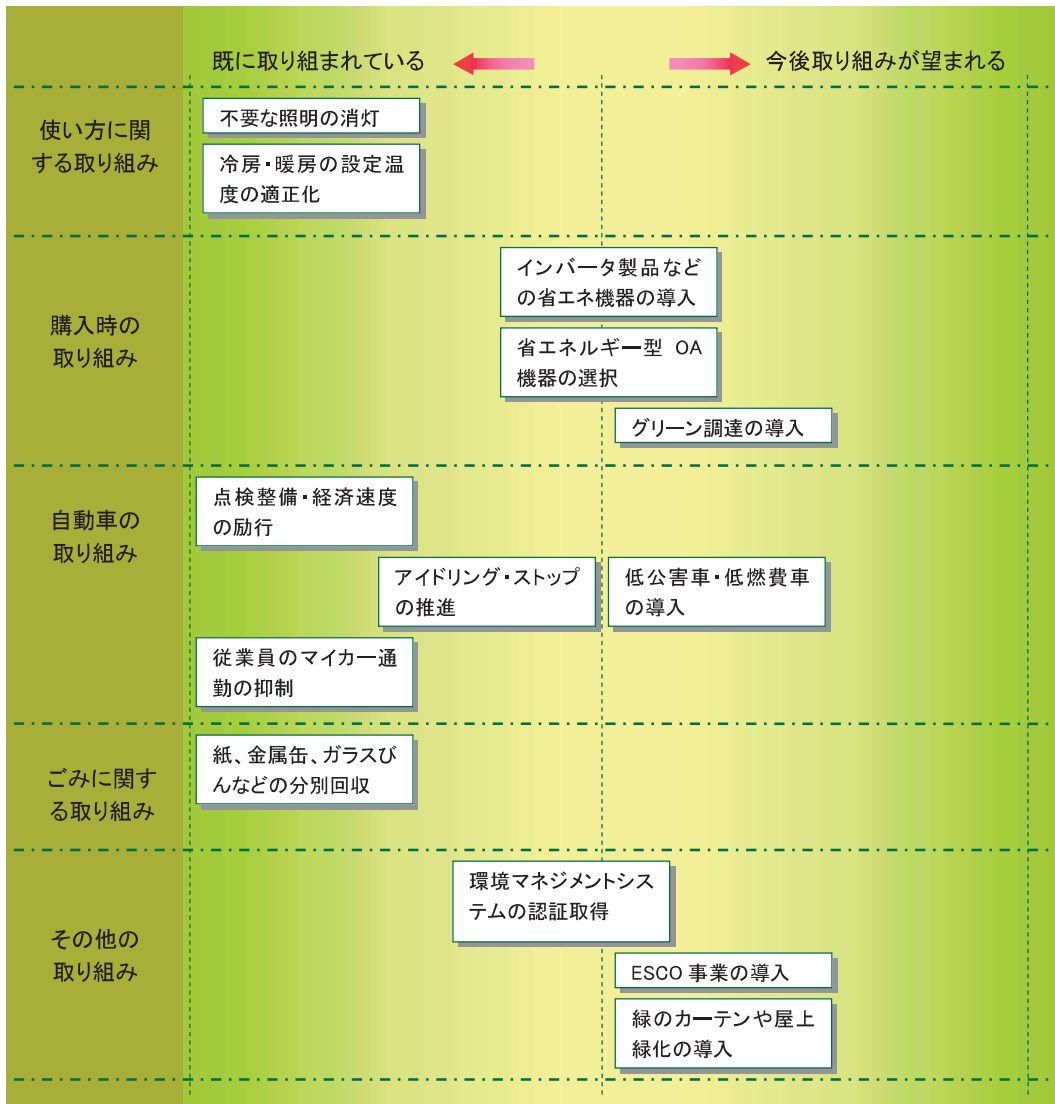 既に取り組まれている
今後取り組みが望まれる
使い方に関
する取り組み
不要な照明の消灯
冷房・暖房の設定温
度の適正化
購入時の
取り組み
インバータ製品など
の省エネ機器の導入
省エネルギー型 OA
機器の選択
グリーン調達の導入
自動車の
取り組み
点検整備・経済速度
の励行
アイドリング・ストップ
の推進
低公害車・低燃費車
の導入
従業員のマイカー通
勤の抑制
ごみに関す
る取り組み
紙、金属缶、ガラスび
んなどの分別回収
その他の
取り組み
環境マネジメントシス
テムの認証取得
ESCO 事業の導入
緑のカーテンや屋上
緑化の導入